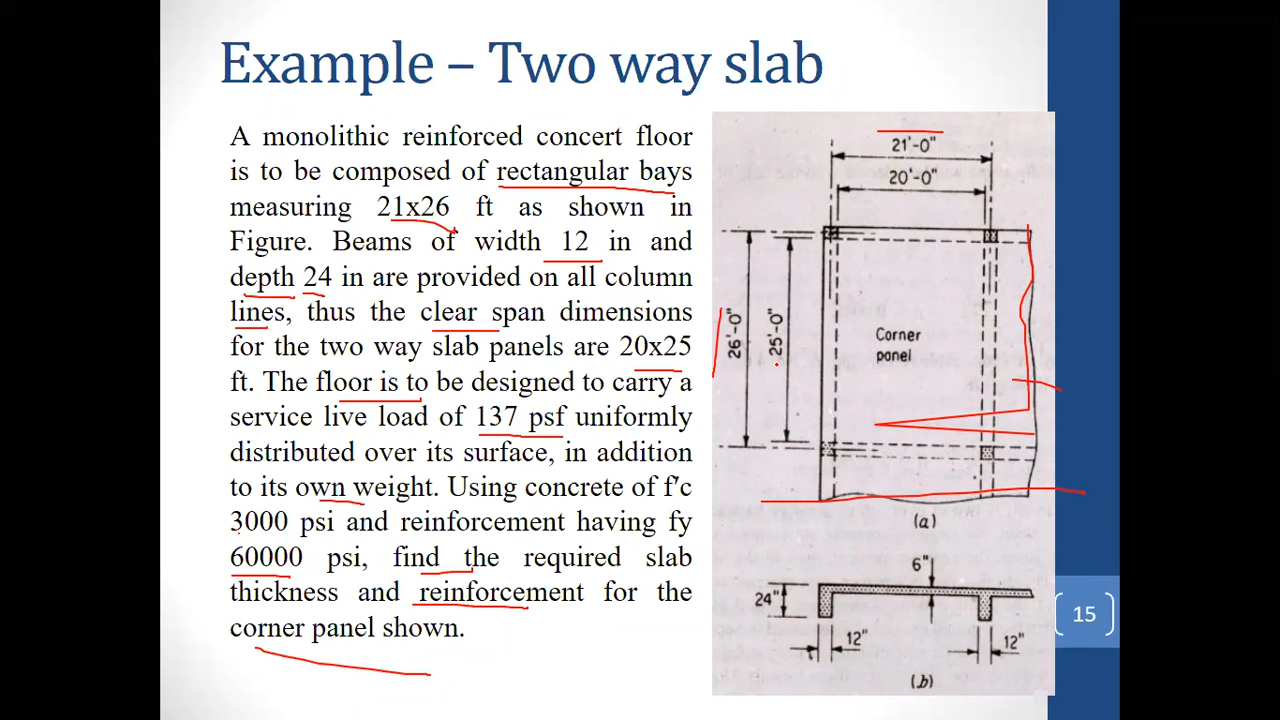 Example – Two way slab
A monolithic reinforced concert floor
is to be composed of rectangular bays
measuring 21x26 ft as shown in
Figure. Beams of width 12 in and
depth 24 in are provided on all column
lines, thus the clear span dimensions
for the two way slab panels are 20x25
ft. The floor is to be designed to carry a
service live load of 137 psf uniformly
distributed over its surface, in addition
to its own weight. Using concrete of f'c
3000 psi and reinforcement having fy
60000 psi, find the required slab
thickness and reinforcement for the
corner panel shown.
21'-0"
20'-0"
26'-0"
25'-0"
Corner
panel
(a)
6"
24"
12"
12"
(b)
15